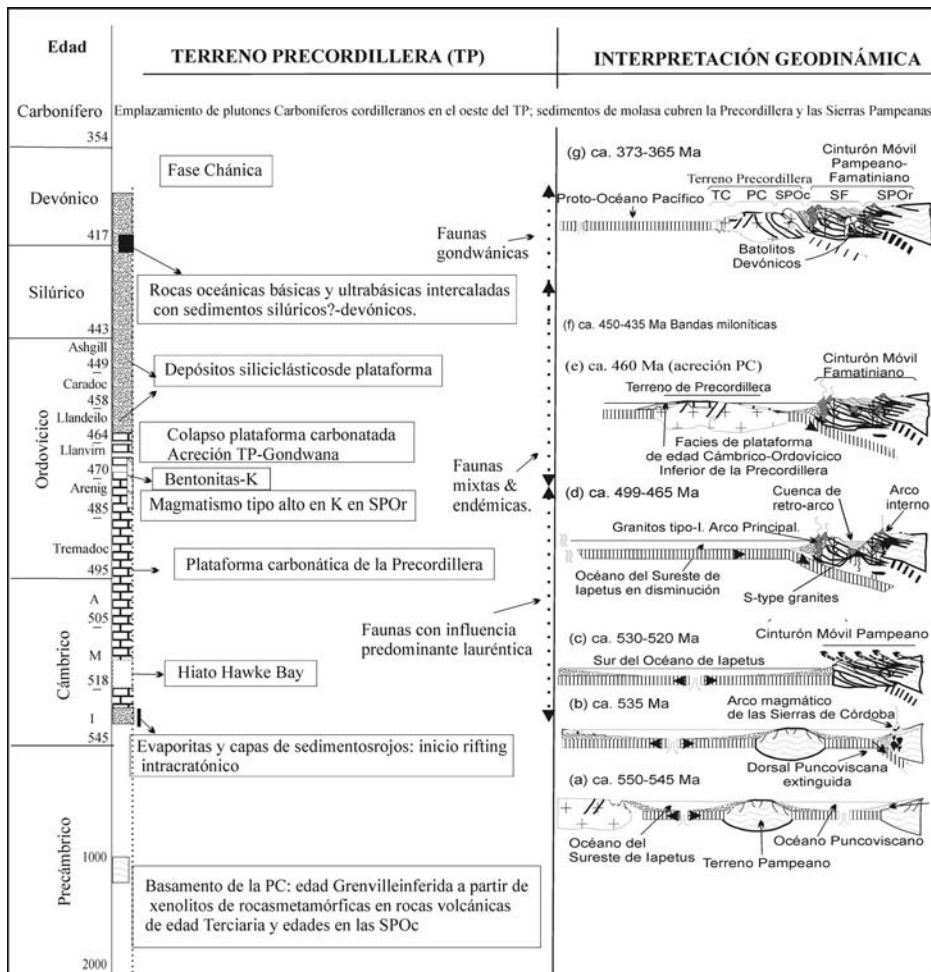 Edad
TERRENO PRECORDILLERA (TP)
INTERPRETACIÓN GEODINÁMICA
Carbonífero
354
Emplazamiento de plutones Carboníferos cordilleranos en el oeste del TP; sedimentos de molasa cubren la Precordillera y las Sierras Pampeanas
Devónico
417
Silúrico
443
Ordovícico
Ashgill
449
Caradoc
458
Llandeilo
464
Llanvirn
470
Arenig
485
Tremadoc
495
Cámbrico
A
505
M
518
I
545
Precámbrico
1000
2000
Fase Chánica
Rocas oceánicas básicas y ultrabásicas intercaladas
con sedimentos silúricos?-devónicos.
Depósitos siliciclásticosde plataforma
Colapso plataforma carbonatada
Acreción TP-Gondwana
Bentonitas-K
Magmatismo tipo alto en K en SPOr
Plataforma carbonática de la Precordillera
Hiato Hawke Bay
Evaporitas y capas de sedimentosrojos: inicio rifting
intracratónico
Basamento de la PC: edad Grenvilleinferida a partir de
xenolitos de rocasmetamórficas en rocas volcánicas
de edad Terciaria y edades en las SPOc
Faunas
gondwánicas
Faunas
mixtas &
endémicas.
Faunas con influencia
predominante lauréntica
(g) ca. 373-365 Ma
Cinturón Móvil
Pampeano-
Famatiniano
Terreno Precordillera
TC PC SPOc SF SPOr
Proto-Océano Pacífico
Batolitos
Devónicos
(f) ca. 450-435 Ma Bandas miloníticas
(e) ca. 460 Ma (acreción PC)
Cinturón Móvil
Famatiniano
Terreno de Precordillera
Facies de plataforma
de edad Cámbrico-Ordovícico
Inferior de la Precordillera
(d) ca. 499-465 Ma
Cuenca de
retro-arco
Arco
interno
Granitos tipo-I. Arco Principal.
Océano del Sureste de
Iapetus en disminución
S-type granites
(c) ca. 530-520 Ma
Cinturón Móvil Pampeano
Sur del Océano de Iapetus
(b) ca. 535 Ma
Arco magmático
de las Sierras de Córdoba
Dorsal Puncoviscana
extinguida
(a) ca. 550-545 Ma
Océano del
Sureste de Iapetus
Océano Puncoviscano
Terreno Pampeano